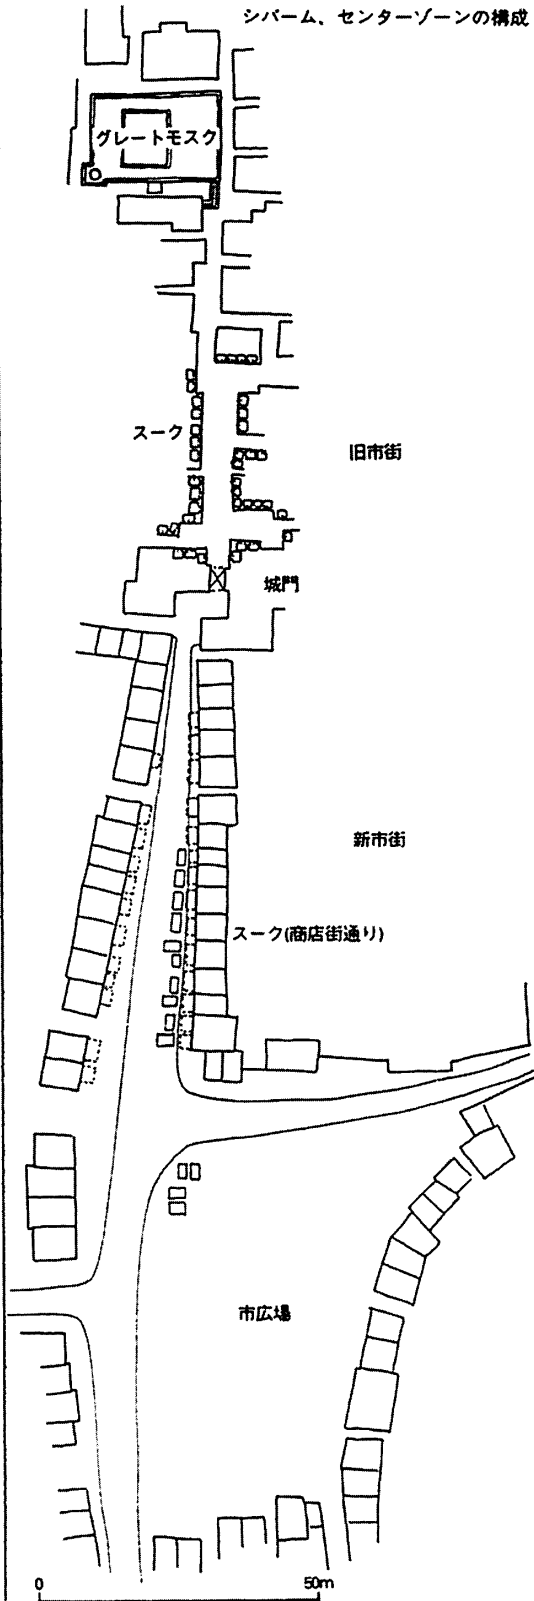 シバーム、センターゾーンの構成
グレートモスク
スーク
旧市街
城門
新市街
スーク(商店街通り)
市広場
0 50m